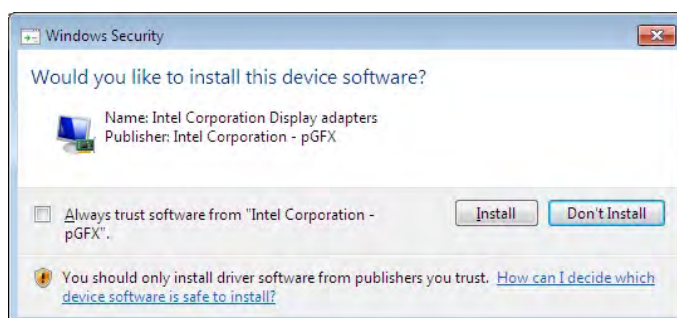 Windows Security
Would you like to install this device software?
Name: Intel Corporation Display adapters
Publisher: Intel Corporation - pGFX
Always trust software from "Intel Corporation -
pGFX".
Install
Don't Install
You should only install driver software from publishers you trust. How can I decide which
device software is safe to install?